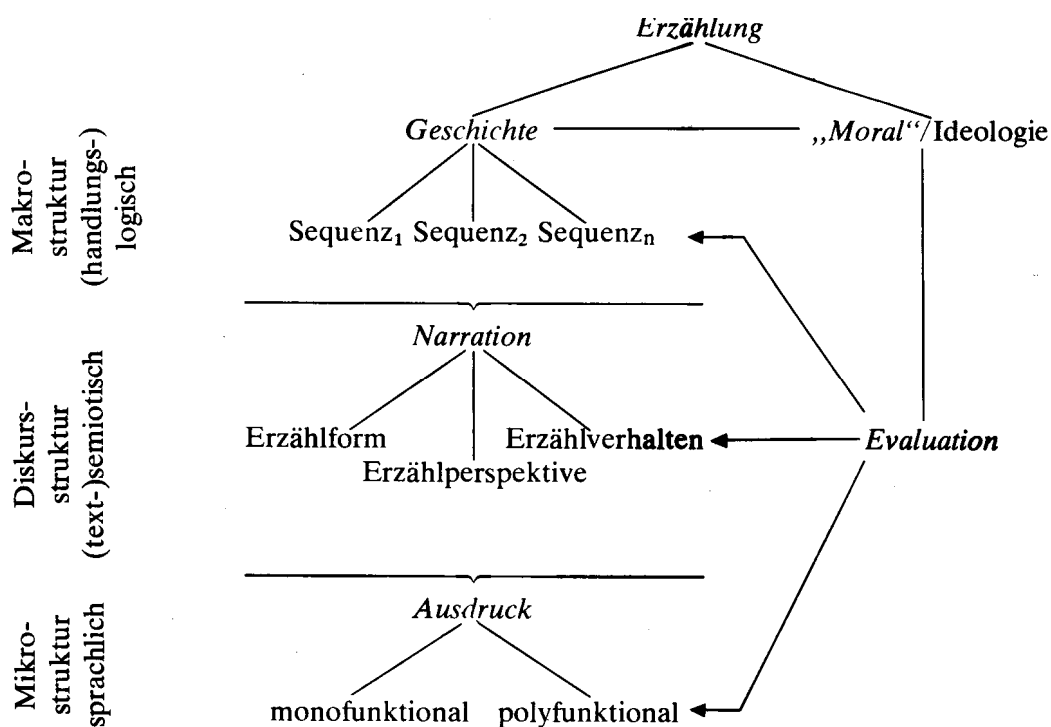 Erzählung
Geschichte
„Moral“/Ideologie
Makro-
struktur
(handlungs-)
logisch
Sequenz₁ Sequenz₂ Sequenzₙ
Narration
Diskurs-
struktur
(text-)semiotisch
Erzählform
Erzählverhalten
Evaluation
Erzählperspektive
Ausdruck
Mikro-
struktur
sprachlich
monofunktional polyfunktional